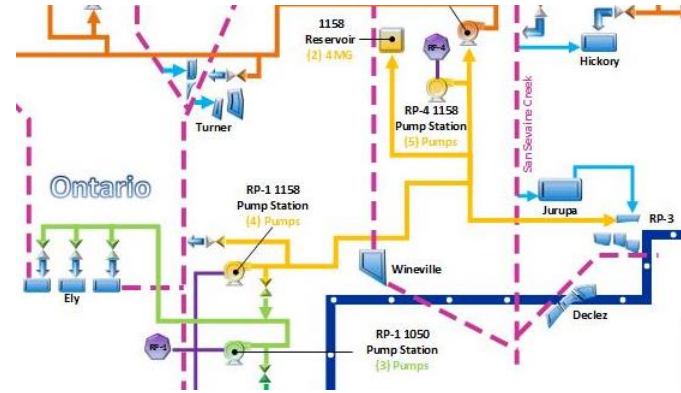 1158
Reservoir
(2) 4 MG
RP-4
Hickory
RP-4 1158
Pump Station
(5) Pumps
San Sevaine Creek
Turner
Ontario
RP-1 1158
Pump Station
(4) Pumps
Jurupa
RP-3
Wineville
Ely
Declez
RP-1
RP-1 1050
Pump Station
(3) Pumps